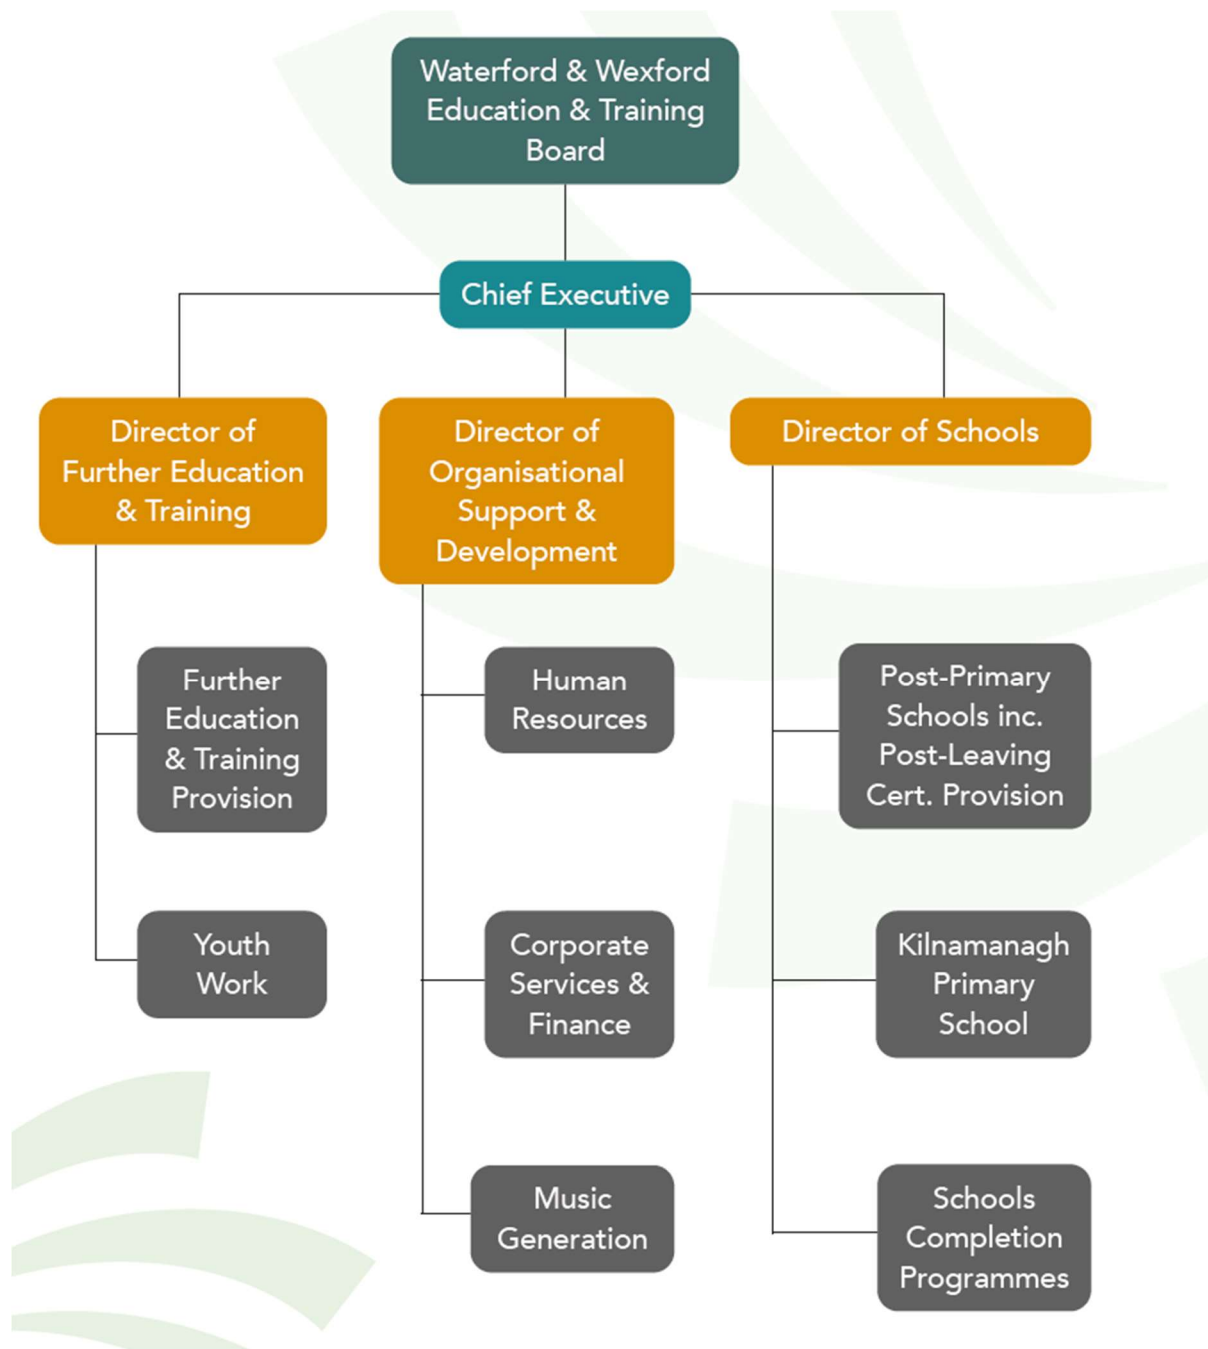 Waterford & Wexford
Education & Training
Board
Chief Executive
Director of
Further Education
& Training
Director of
Organisational
Support &
Development
Director of Schools
Further
Education
& Training
Provision
Human
Resources
Post-Primary
Schools inc.
Post-Leaving
Cert. Provision
Youth
Work
Corporate
Services &
Finance
Kilnamanagh
Primary
School
Music
Generation
Schools
Completion
Programmes